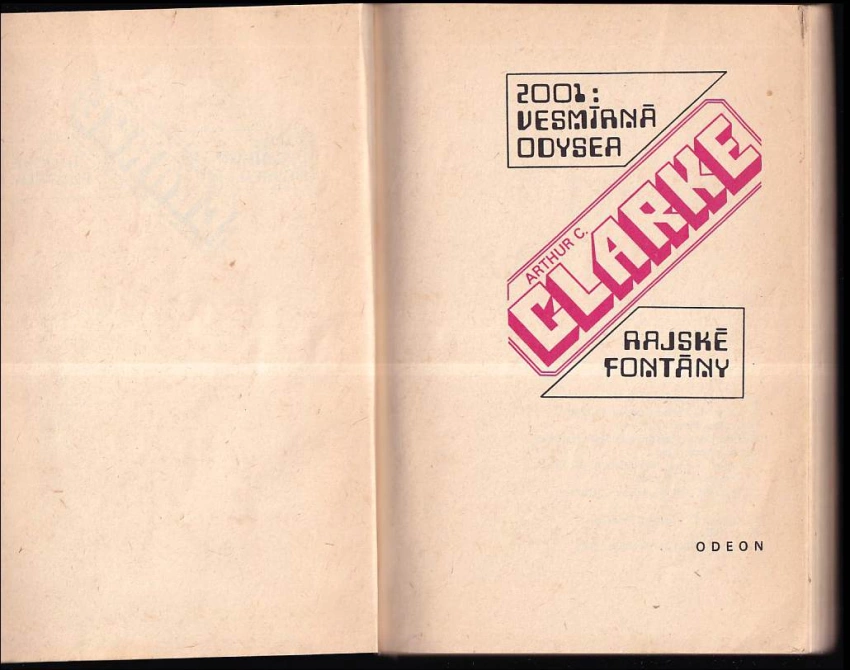 2001:
VESMÍRNÁ
ODYSEA
ARTHUR C.
CLARKE
RAJSKÉ
FONTÁNY
ODEON